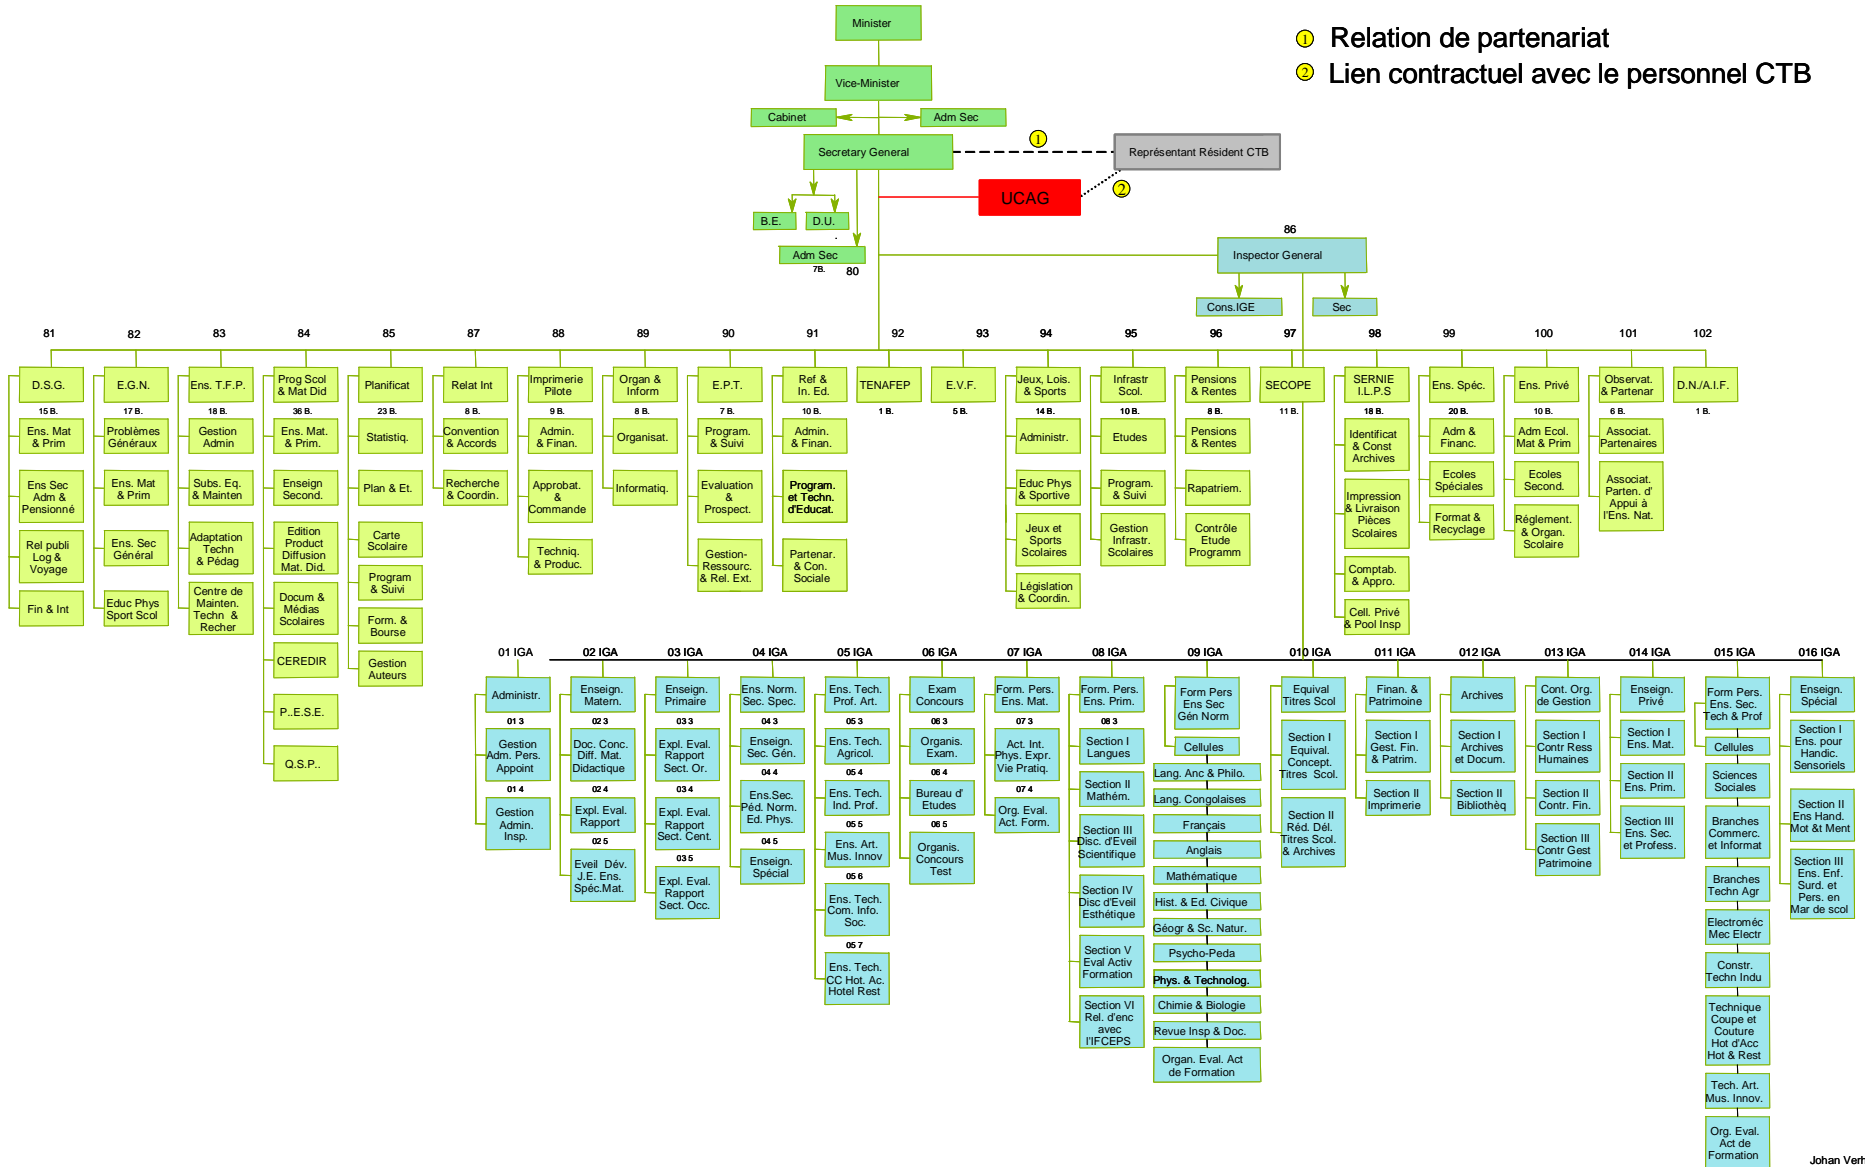 Minister
Vice-Minister
Cabinet
Adm Sec
Secretary General
1
Représentant Résident CTB
UCAG
2
B.E.
D.U.
.
Adm Sec
7B.
80
1 Relation de partenariat
2 Lien contractuel avec le personnel CTB
86
Inspector General
Cons.IGE
Sec
81
82
83
84
85
87
88
89
90
91
92
93
94
95
96
97
98
99
100
101
102
D.S.G.
15 B.
Ens. Mat
& Prim
Ens Sec
Adm &
Pensionné
Rel publi
Log &
Voyage
Fin & Int
E.G.N.
17 B.
Problèmes
Généraux
Ens. Mat
& Prim
Ens. Sec
Général
Educ Phys
Sport Scol
Ens. T.F.P.
18 B.
Gestion
Admin
Subs. Eq.
& Mainten
Adaptation
Techn
& Pédag
Centre de
Mainten.
Techn &
Recher
Prog Scol
& Mat Did
36 B.
Ens. Mat.
& Prim.
Enseign
Second.
Edition
Product
Diffusion
Mat. Did.
Docum &
Médias
Scolaires
CEREDIR
P..E.S.E.
Q.S.P..
Planificat
23 B.
Statistiq.
Plan & Et.
Carte
Scolaire
Program
& Suivi
Form. &
Bourse
Gestion
Auteurs
Relat Int
8 B.
Convention
& Accords
Recherche
& Coordin.
Imprimerie
Pilote
9 B.
Admin.
& Finan.
Approbat.
&
Commande
Techniq.
& Produc.
Organ &
Inform
8 B.
Organisat.
Informatiq.
E.P.T.
7 B.
Program.
& Suivi
Evaluation
&
Prospect.
Gestion-
Ressourc.
& Rel. Ext.
Ref &
In. Ed.
10 B.
Admin.
& Finan.
Program.
et Techn.
d'Educat.
Partenar.
& Con.
Sociale
TENAFEP
1 B.
E.V.F.
5 B.
Jeux, Lois.
& Sports
14 B.
Administr.
Educ Phys
& Sportive
Jeux et
Sports
Scolaires
Législation
& Coordin.
Infrastr
Scol.
10 B.
Etudes
Program.
& Suivi
Gestion
Infrastr.
Scolaires
Pensions
& Rentes
8 B.
Pensions
& Rentes
Rapatriem.
Contrôle
Etude
Programm
SECOPE
11 B.
SERNIE
I.L.P.S
18 B.
Identificat
& Const
Archives
Impression
& Livraison
Pièces
Scolaires
Comptab.
& Appro.
Cell. Privé
& Pool Insp
Ens. Spéc.
20 B.
Adm &
Financ.
Ecoles
Spéciales
Format &
Recyclage
Ens. Privé
10 B.
Adm Ecol.
Mat & Prim
Ecoles
Second.
Réglement.
& Organ.
Scolaire
Observat.
& Partenar
6 B.
Associat.
Partenaires
Associat.
Parten. d'
Appui à
l'Ens. Nat.
D.N./A.I.F.
1 B.
01 IGA
Administr.
01 3
Gestion
Adm. Pers.
Appoint
01 4
Gestion
Admin.
Insp.
02 IGA
Enseign.
Matern.
02 3
Doc. Conc.
Diff. Mat.
Didactique
02 4
Expl. Eval.
Rapport
02 5
Eveil Dév.
J.E. Ens.
Spéc.Mat.
03 IGA
Enseign.
Primaire
03 3
Expl. Eval.
Rapport
Sect. Or.
03 4
Expl. Eval.
Rapport
Sect. Cent.
03 5
Expl. Eval.
Rapport
Sect. Occ.
04 IGA
Ens. Norm.
Sec. Spec.
04 3
Enseign.
Sec. Gén.
04 4
Ens.Sec.
Péd. Norm.
Ed. Phys.
04 5
Enseign.
Spécial
05 IGA
Ens. Tech.
Prof. Art.
05 3
Ens. Tech.
Agricol.
05 4
Ens. Tech.
Ind. Prof.
05 5
Ens. Art.
Mus. Innov
05 6
Ens. Tech.
Com. Info.
Soc.
05 7
Ens. Tech.
CC Hot. Ac.
Hotel Rest
06 IGA
Exam
Concours
06 3
Organis.
Exam.
06 4
Bureau d'
Etudes
06 5
Organis.
Concours
Test
07 IGA
Form. Pers.
Ens. Mat.
07 3
Act. Int.
Phys. Expr.
Vie Pratiq.
07 4
Org. Eval.
Act. Form.
08 IGA
Form. Pers.
Ens. Prim.
08 3
Section I
Langues
Section II
Mathém.
Section III
Disc. d'Eveil
Scientifique
Section IV
Disc d'Eveil
Esthétique
Section V
Eval Activ
Formation
Section VI
Rel. d'enc
avec
l'IFCEPS
09 IGA
Form Pers
Ens Sec
Gén Norm
Cellules
Lang. Anc & Philo.
Lang. Congolaises
Français
Anglais
Mathématique
Hist. & Ed. Civique
Géogr & Sc. Natur.
Psycho-Peda
Phys. & Technolog.
Chimie & Biologie
Revue Insp & Doc.
Organ. Eval. Act
de Formation
010 IGA
Equival
Titres Scol
Section I
Equival.
Concept.
Titres Scol.
Section II
Réd. Dél.
Titres Scol.
& Archives
011 IGA
Finan. &
Patrimoine
Section I
Gest. Fin.
& Patrim.
Section II
Imprimerie
012 IGA
Archives
Section I
Archives
et Docum.
Section II
Bibliothèq
013 IGA
Cont. Org.
de Gestion
Section I
Contr Ress
Humaines
Section II
Contr. Fin.
Section III
Contr Gest
Patrimoine
014 IGA
Enseign.
Privé
Section I
Ens. Mat.
Section II
Ens. Prim.
Section III
Ens. Sec.
et Profess.
015 IGA
Form Pers.
Ens. Sec.
Tech & Prof
Cellules
Sciences
Sociales
Branches
Commerc.
et Informat
Branches
Techn Agr
Electroméc
Mec Electr
Constr.
Techn Indu
Technique
Coupe et
Couture
Hot d'Acc
Hot & Rest
Tech. Art.
Mus. Innov.
Org. Eval.
Act de
Formation
016 IGA
Enseign.
Spécial
Section I
Ens. pour
Handic.
Sensoriels
Section II
Ens Hand.
Mot &t Ment
Section III
Ens. Enf.
Surd. et
Pers. en
Mar de scol
Johan Verh